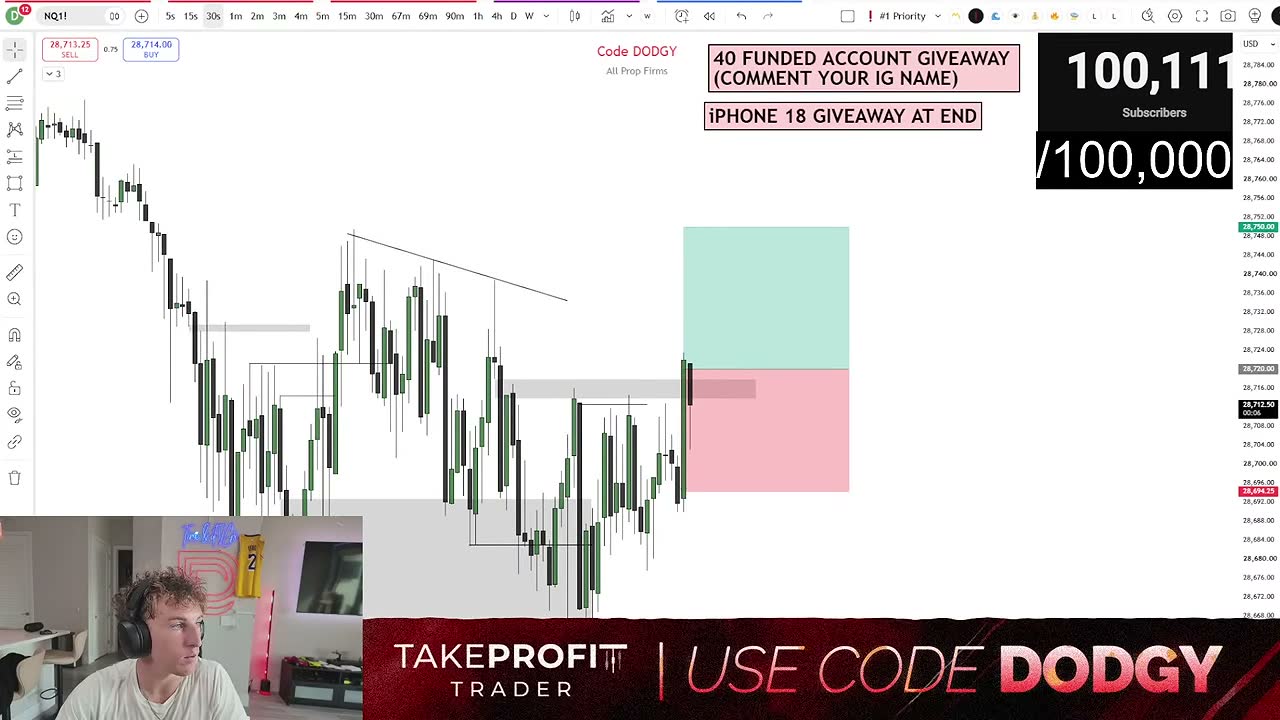 12
NQ1!
5s 15s 30s 1m 2m 3m 4m 5m 15m 30m 67m 69m 90m 1h 4h D W
w
#1 Priority
L L
28,713.25
SELL
0.75
28,714.00
BUY
3
Code DODGY
All Prop Firms
40 FUNDED ACCOUNT GIVEAWAY
(COMMENT YOUR IG NAME)
iPHONE 18 GIVEAWAY AT END
100,111
Subscribers
/100,000
USD
28,784.00
28,780.00
28,776.00
28,772.00
28,768.00
28,764.00
28,760.00
28,756.00
28,752.00
28,750.00
28,748.00
28,744.00
28,740.00
28,736.00
28,732.00
28,728.00
28,724.00
28,720.00
28,716.00
28,712.50
00:06
28,708.00
28,704.00
28,700.00
28,696.00
28,694.25
28,692.00
28,688.00
28,684.00
28,680.00
28,676.00
28,672.00
28,668.00
2
TAKEPROFIT
TRADER
USE CODE DODGY